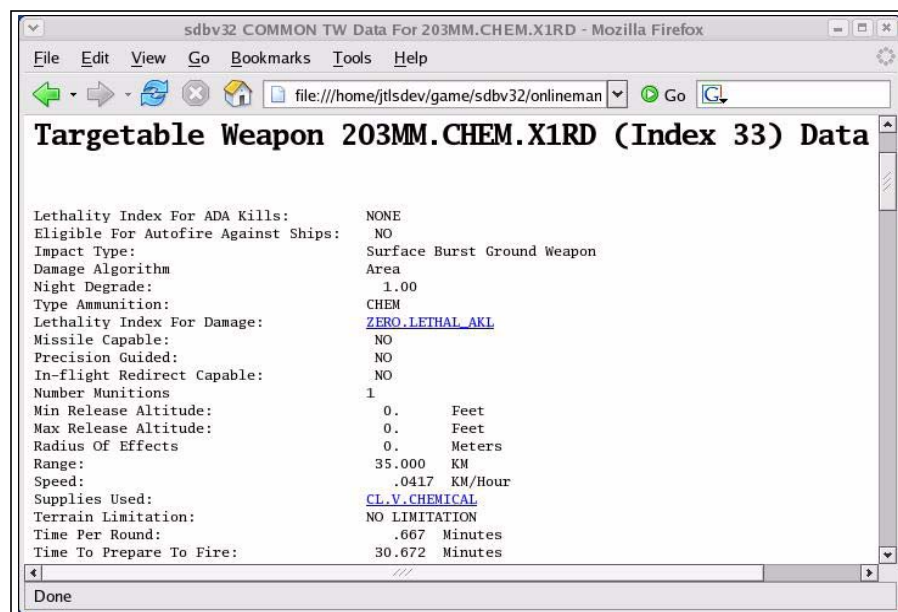 sdbv32 COMMON TW Data For 203MM.CHEM.X1RD - Mozilla Firefox
File Edit View Go Bookmarks Tools Help
file:///home/jtlsdev/game/sdbv32/onlineman Go G
Targetable Weapon 203MM.CHEM.X1RD (Index 33) Data
Lethality Index For ADA Kills: NONE
Eligible For Autofire Against Ships: NO
Impact Type: Surface Burst Ground Weapon
Damage Algorithm Area
Night Degrade: 1.00
Type Ammunition: CHEM
Lethality Index For Damage: ZERO.LETHAL_AKL
Missile Capable: NO
Precision Guided: NO
In-flight Redirect Capable: NO
Number Munitions 1
Min Release Altitude: 0. Feet
Max Release Altitude: 0. Feet
Radius Of Effects 0. Meters
Range: 35.000 KM
Speed: .0417 KM/Hour
Supplies Used: CL.V.CHEMICAL
Terrain Limitation: NO LIMITATION
Time Per Round: .667 Minutes
Time To Prepare To Fire: 30.672 Minutes
Done